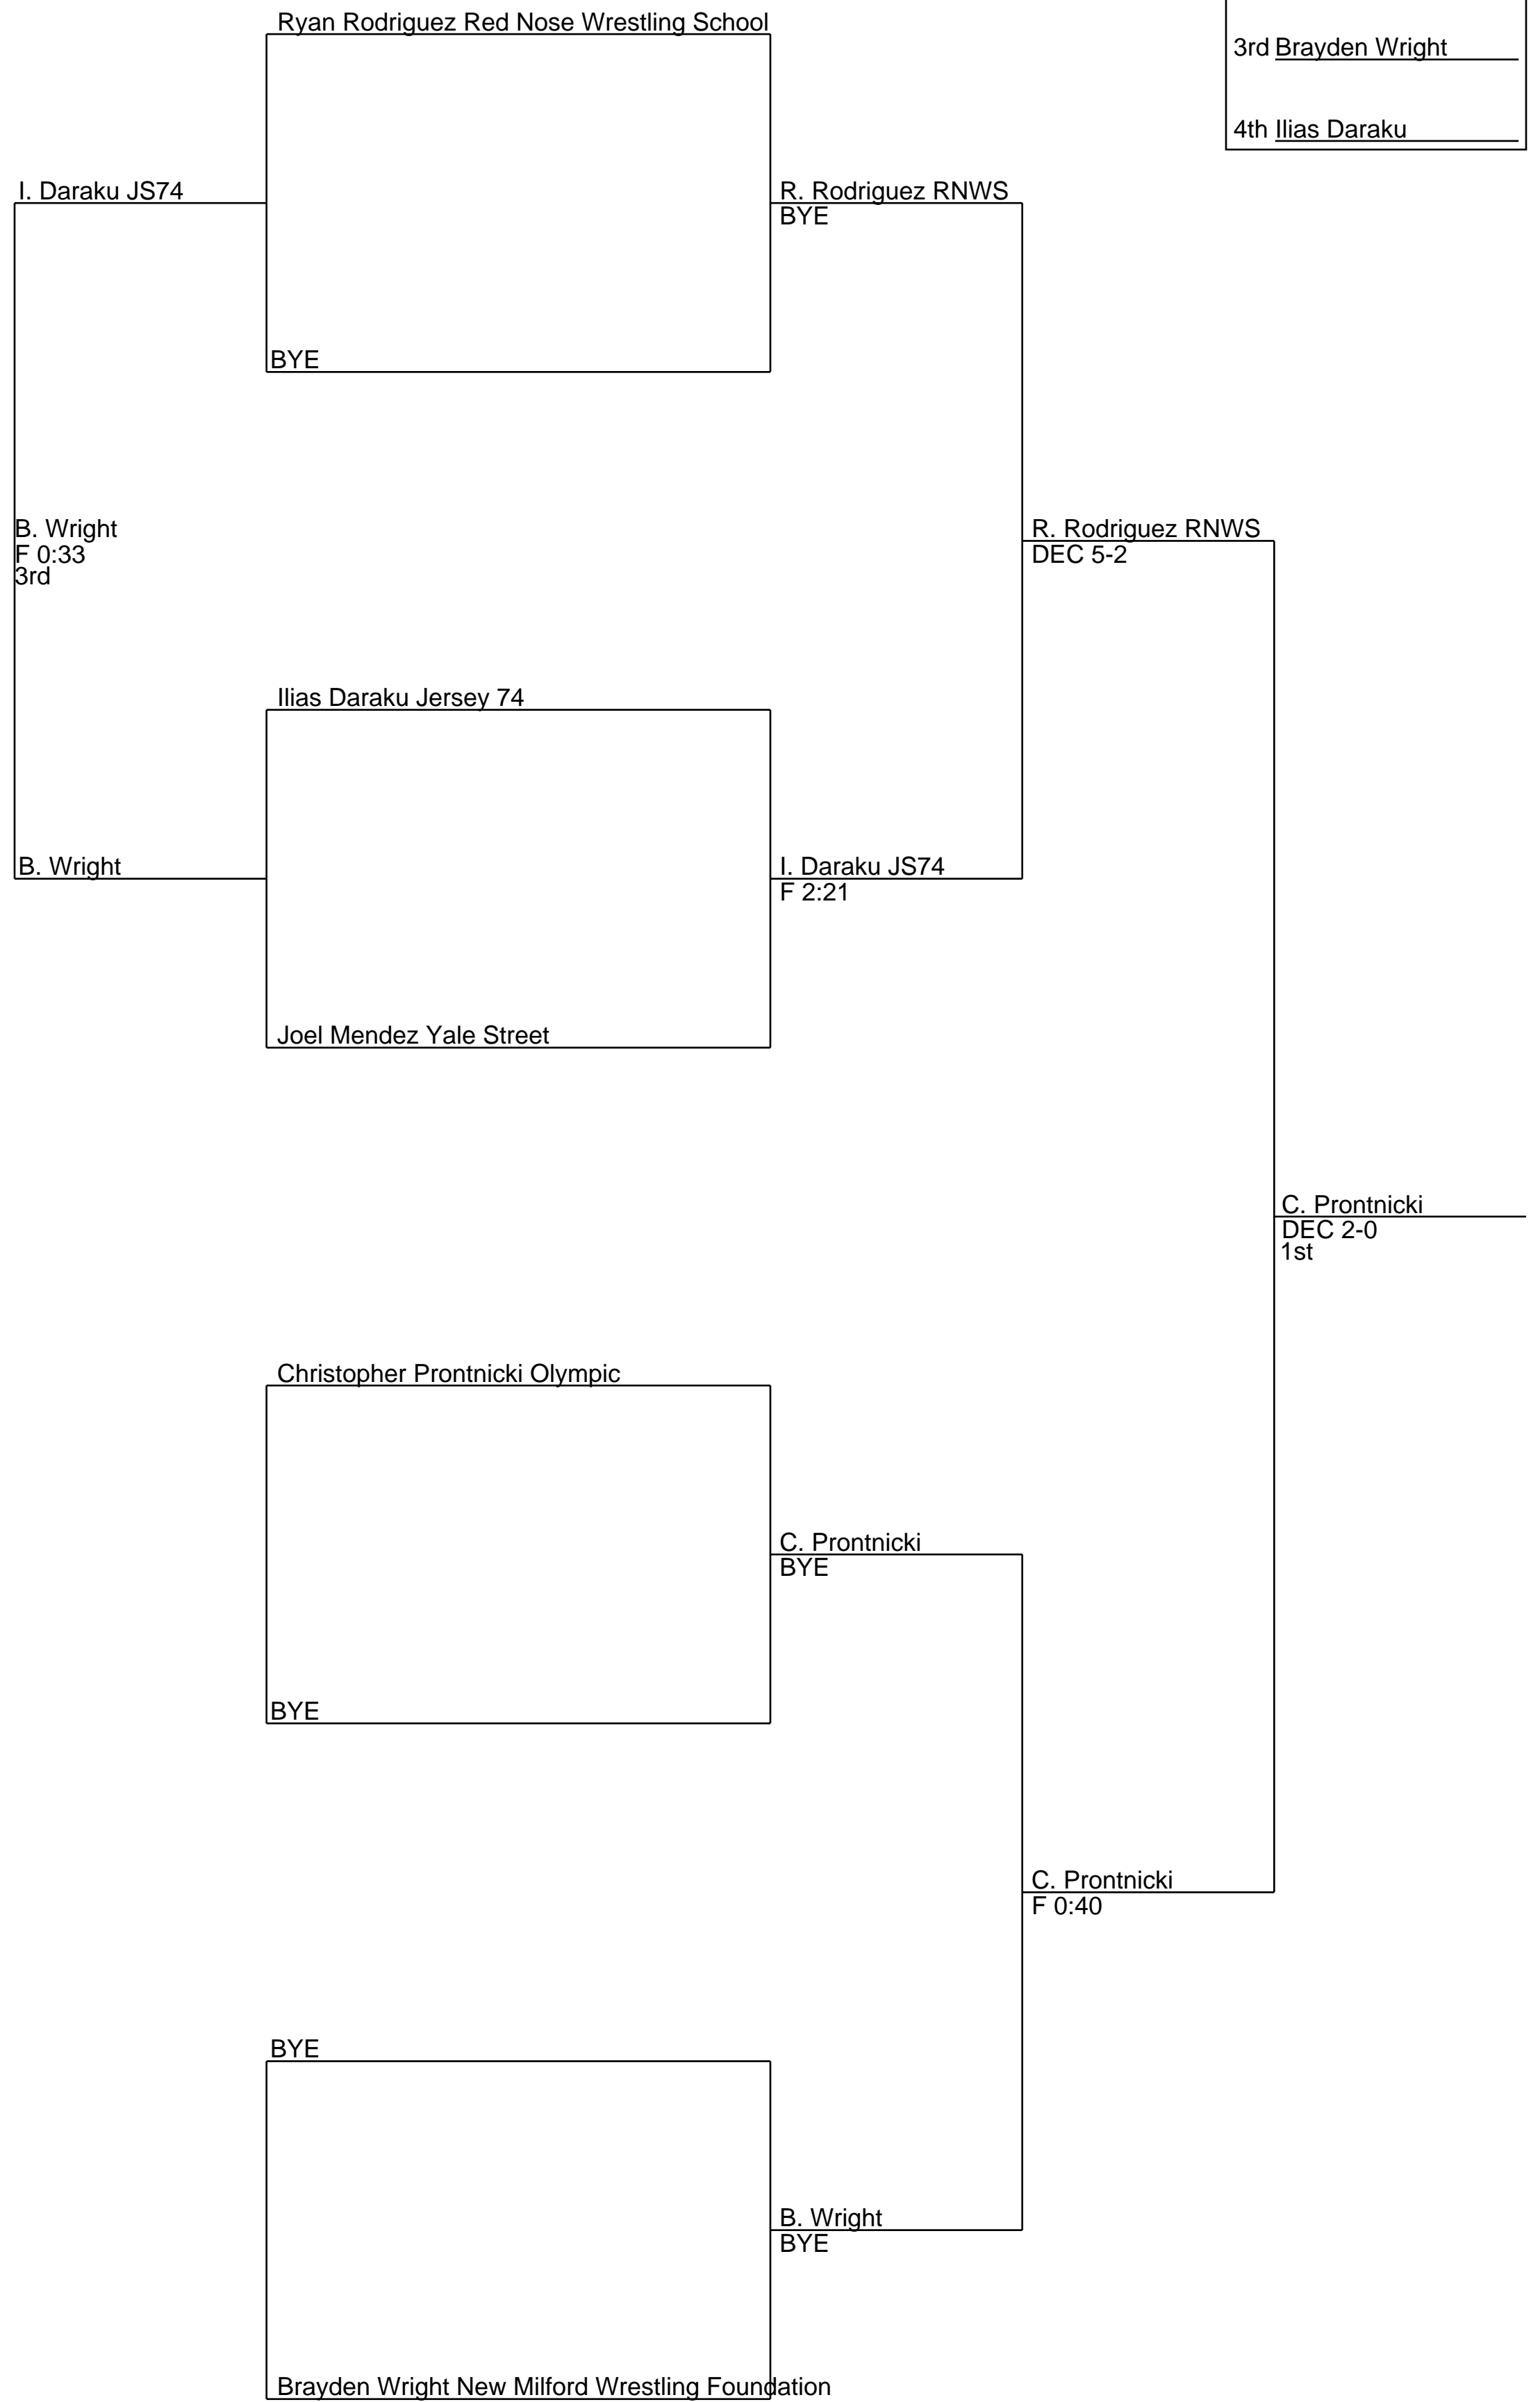 Ryan Rodriguez Red Nose Wrestling School
3rd Brayden Wright
4th Ilias Daraku
I. Daraku JS74
R. Rodriguez RNWS
BYE
BYE
B. Wright
F 0:33
3rd
R. Rodriguez RNWS
DEC 5-2
Ilias Daraku Jersey 74
B. Wright
I. Daraku JS74
F 2:21
Joel Mendez Yale Street
C. Prontnicki
DEC 2-0
1st
Christopher Prontnicki Olympic
C. Prontnicki
BYE
BYE
C. Prontnicki
F 0:40
BYE
B. Wright
BYE
Brayden Wright New Milford Wrestling Foundation